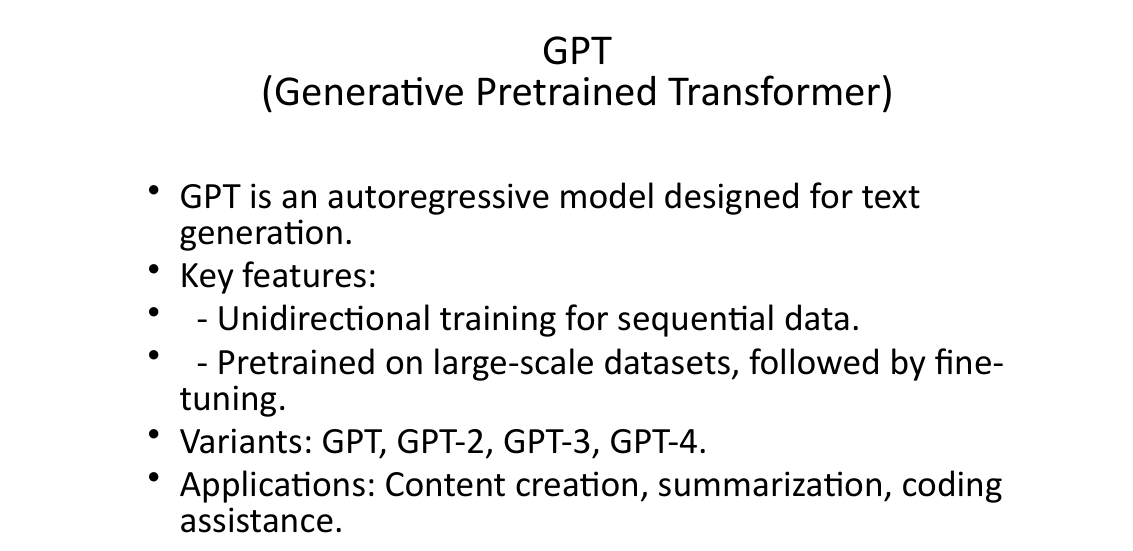 GPT
(Generative Pretrained Transformer)
• GPT is an autoregressive model designed for text
generation.
• Key features:
• - Unidirectional training for sequential data.
• - Pretrained on large-scale datasets, followed by fine-
tuning.
• Variants: GPT, GPT-2, GPT-3, GPT-4.
• Applications: Content creation, summarization, coding
assistance.